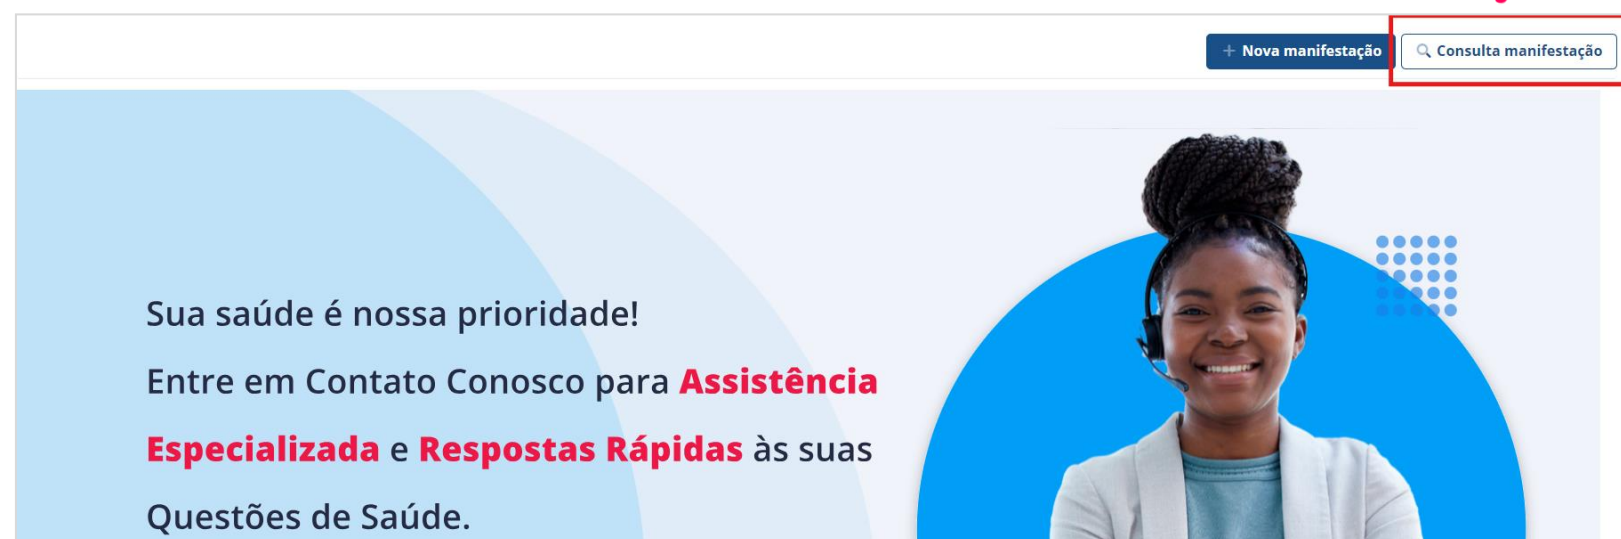 + Nova manifestação
Consulta manifestação
Sua saúde é nossa prioridade!
Entre em Contato Conosco para Assistência
Especializada e Respostas Rápidas às suas
Questões de Saúde.